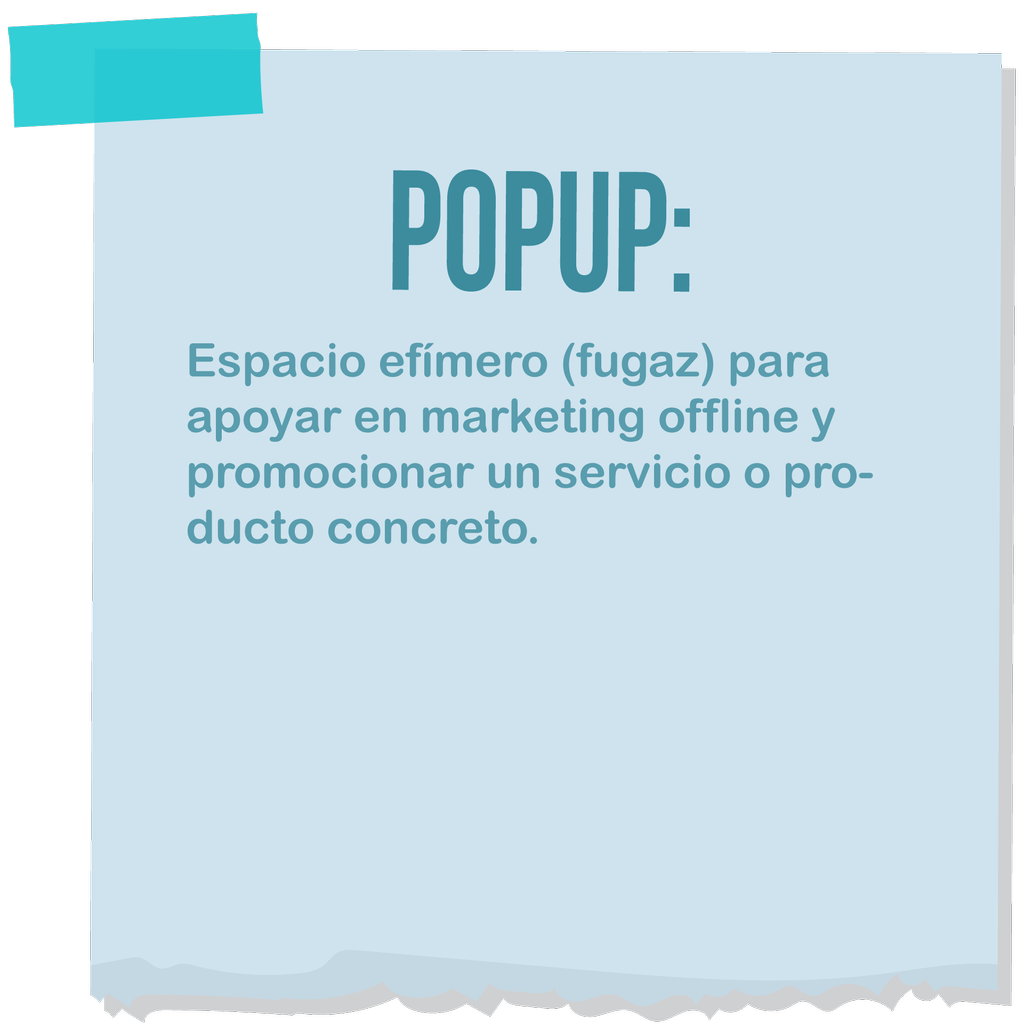 POPUP:
Espacio efímero (fugaz) para
apoyar en marketing offline y
promocionar un servicio o pro-
ducto concreto.